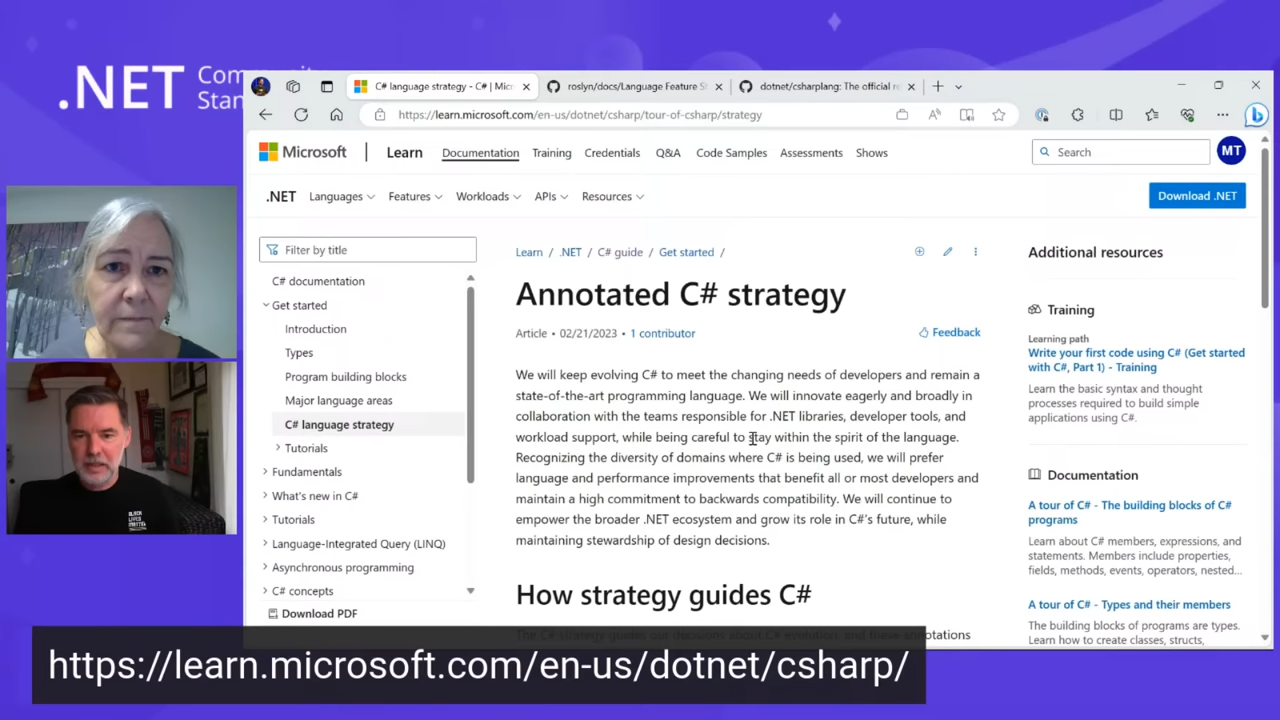 .NET
Com
Stan
C# language strategy - C# | Mic
roslyn/docs/Language Feature S
dotnet/csharplang: The official re
https://learn.microsoft.com/en-us/dotnet/csharp/tour-of-csharp/strategy
Microsoft
Learn
Documentation
Training
Credentials
Q&A
Code Samples
Assessments
Shows
Search
MT
.NET
Languages
Features
Workloads
APIs
Resources
Download .NET
Filter by title
C# documentation
Get started
Introduction
Types
Program building blocks
Major language areas
C# language strategy
Tutorials
Fundamentals
What's new in C#
Tutorials
Language-Integrated Query (LINQ)
Asynchronous programming
C# concepts
Download PDF
Learn / .NET / C# guide / Get started /
Annotated C# strategy
Article • 02/21/2023 • 1 contributor
Feedback
We will keep evolving C# to meet the changing needs of developers and remain a
state-of-the-art programming language. We will innovate eagerly and broadly in
collaboration with the teams responsible for .NET libraries, developer tools, and
workload support, while being careful to stay within the spirit of the language.
Recognizing the diversity of domains where C# is being used, we will prefer
language and performance improvements that benefit all or most developers and
maintain a high commitment to backwards compatibility. We will continue to
empower the broader .NET ecosystem and grow its role in C#'s future, while
maintaining stewardship of design decisions.
How strategy guides C#
The C# strategy guides our decisions about C# evolution, and these annotations
Additional resources
Training
Learning path
Write your first code using C# (Get started
with C#, Part 1) - Training
Learn the basic syntax and thought
processes required to build simple
applications using C#.
Documentation
A tour of C# - The building blocks of C#
programs
Learn about C# members, expressions, and
statements. Members include properties,
fields, methods, events, operators, nested...
A tour of C# - Types and their members
The building blocks of programs are types.
Learn how to create classes, structs,
https://learn.microsoft.com/en-us/dotnet/csharp/